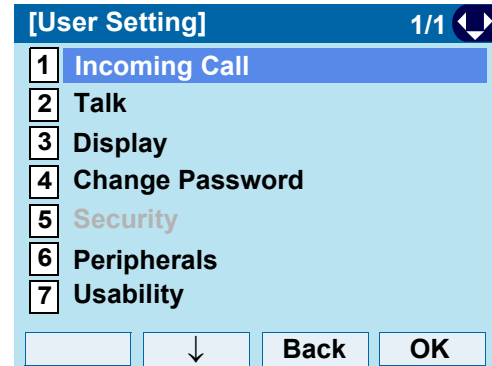 [User Setting] 1/1
1 Incoming Call
2 Talk
3 Display
4 Change Password
5 Security
6 Peripherals
7 Usability
↓ Back OK